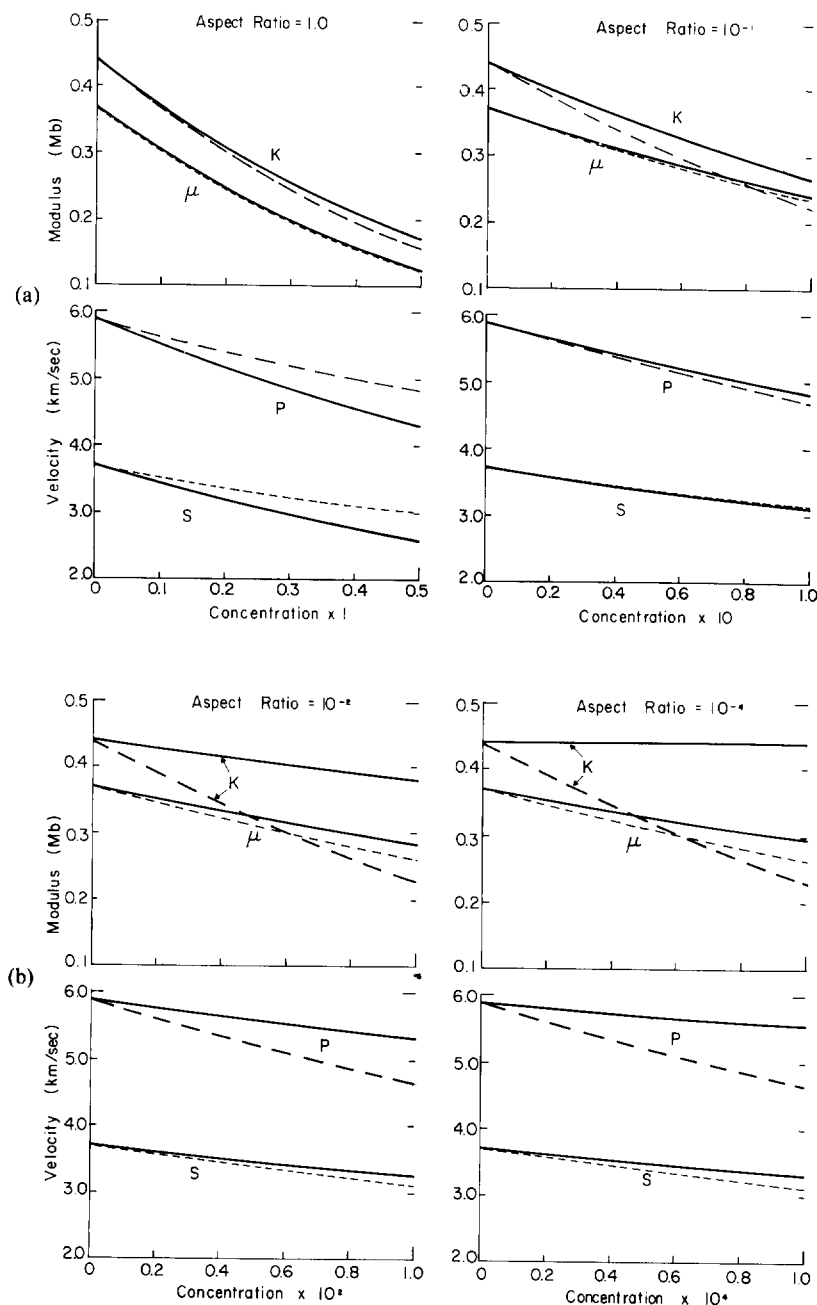 (a)
Aspect Ratio = 1.0
Modulus (Mb)
0.5
0.4
0.3
0.2
0.1
K
μ
Aspect Ratio = 10⁻¹
0.5
0.4
0.3
0.2
0.1
K
μ
Velocity (km/sec)
6.0
5.0
4.0
3.0
2.0
P
S
0 0.1 0.2 0.3 0.4 0.5
Concentration x 1
6.0
5.0
4.0
3.0
2.0
P
S
0 0.2 0.4 0.6 0.8 1.0
Concentration x 10
(b)
Aspect Ratio = 10⁻²
Modulus (Mb)
0.5
0.4
0.3
0.2
0.1
K
μ
Aspect Ratio = 10⁻⁴
0.5
0.4
0.3
0.2
0.1
K
μ
Velocity (km/sec)
6.0
5.0
4.0
3.0
2.0
P
S
0 0.2 0.4 0.6 0.8 1.0
Concentration x 10²
6.0
5.0
4.0
3.0
2.0
P
S
0 0.2 0.4 0.6 0.8 1.0
Concentration x 10⁴